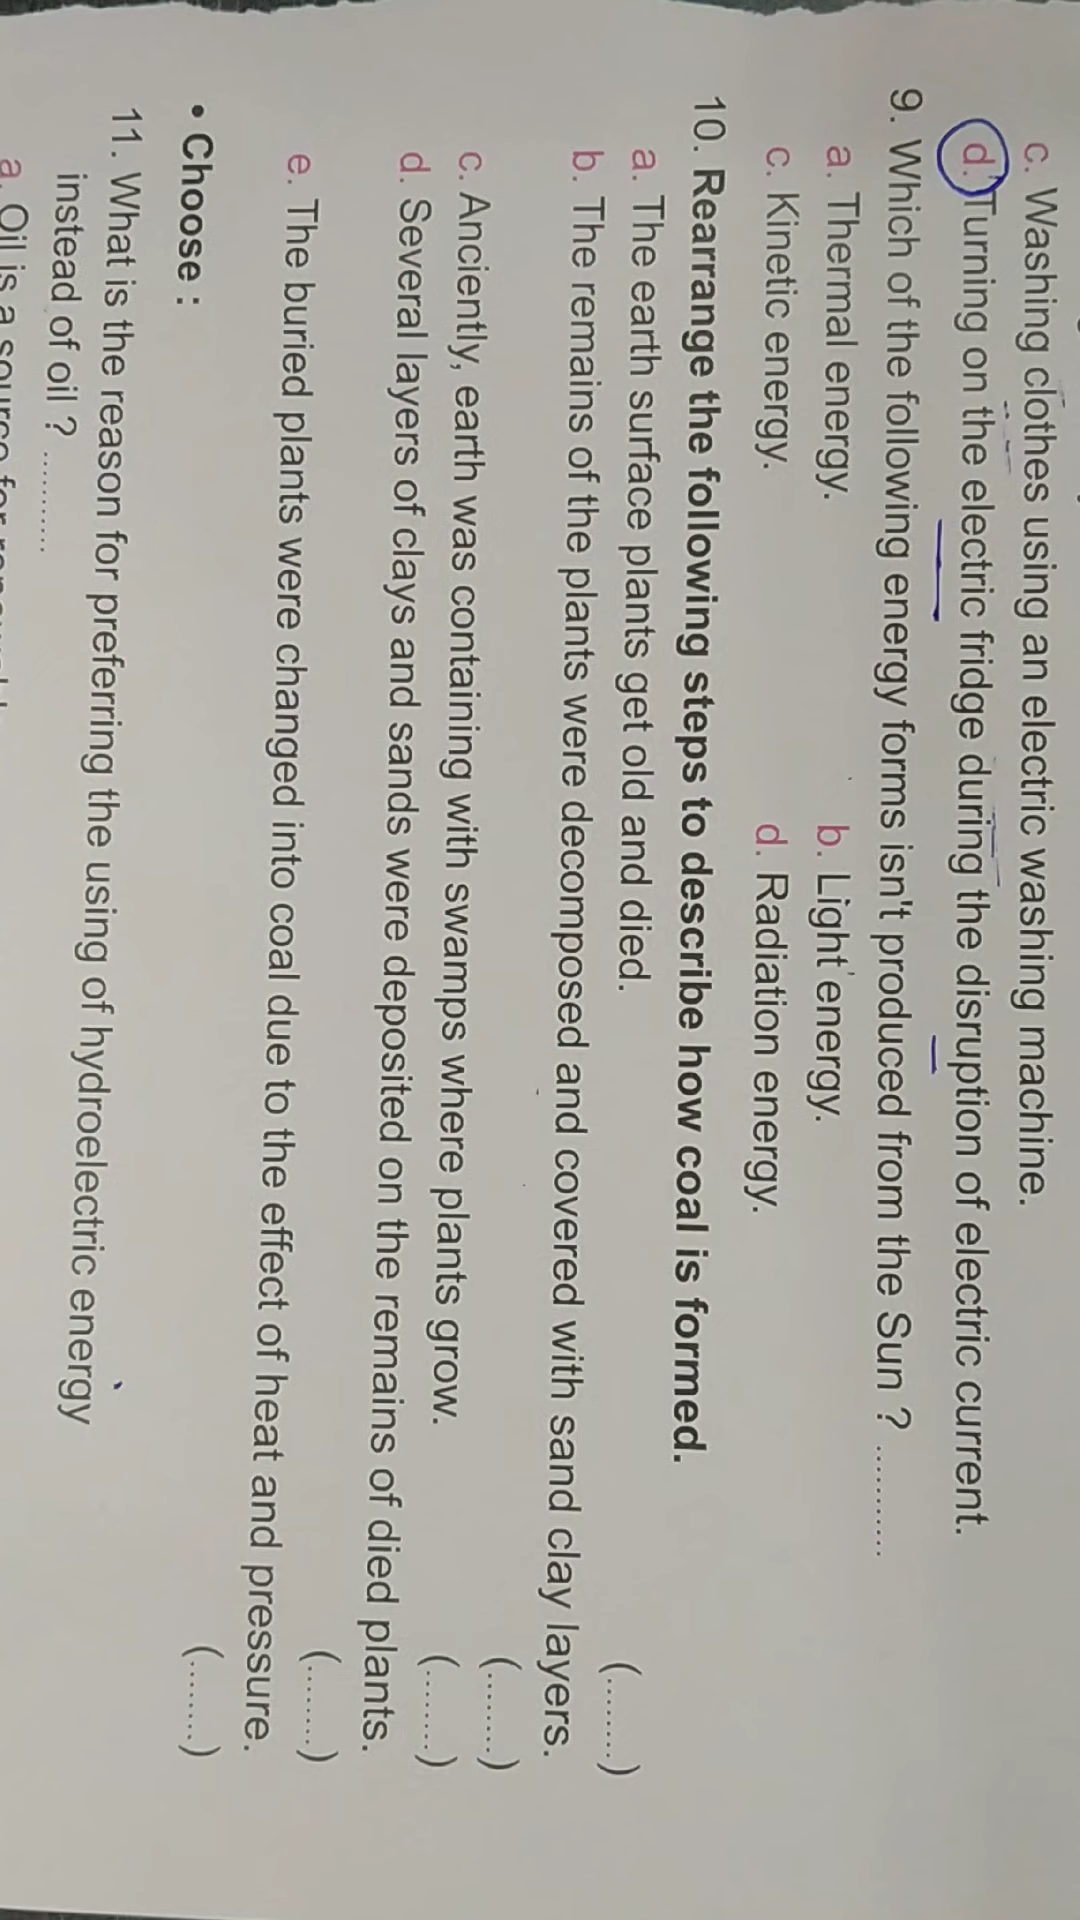 c. Washing clothes using an electric washing machine.
d. Turning on the electric fridge during the disruption of electric current.
9. Which of the following energy forms isn't produced from the Sun ? ..........
a. Thermal energy. b. Light energy.
c. Kinetic energy. d. Radiation energy.
10. Rearrange the following steps to describe how coal is formed.
a. The earth surface plants get old and died. (........)
b. The remains of the plants were decomposed and covered with sand clay layers.
(........)
c. Anciently, earth was containing with swamps where plants grow. (........)
d. Several layers of clays and sands were deposited on the remains of died plants.
(........)
e. The buried plants were changed into coal due to the effect of heat and pressure.
(........)
• Choose :
11. What is the reason for preferring the using of hydroelectric energy
instead of oil ? ..........
a. Oil is a source for